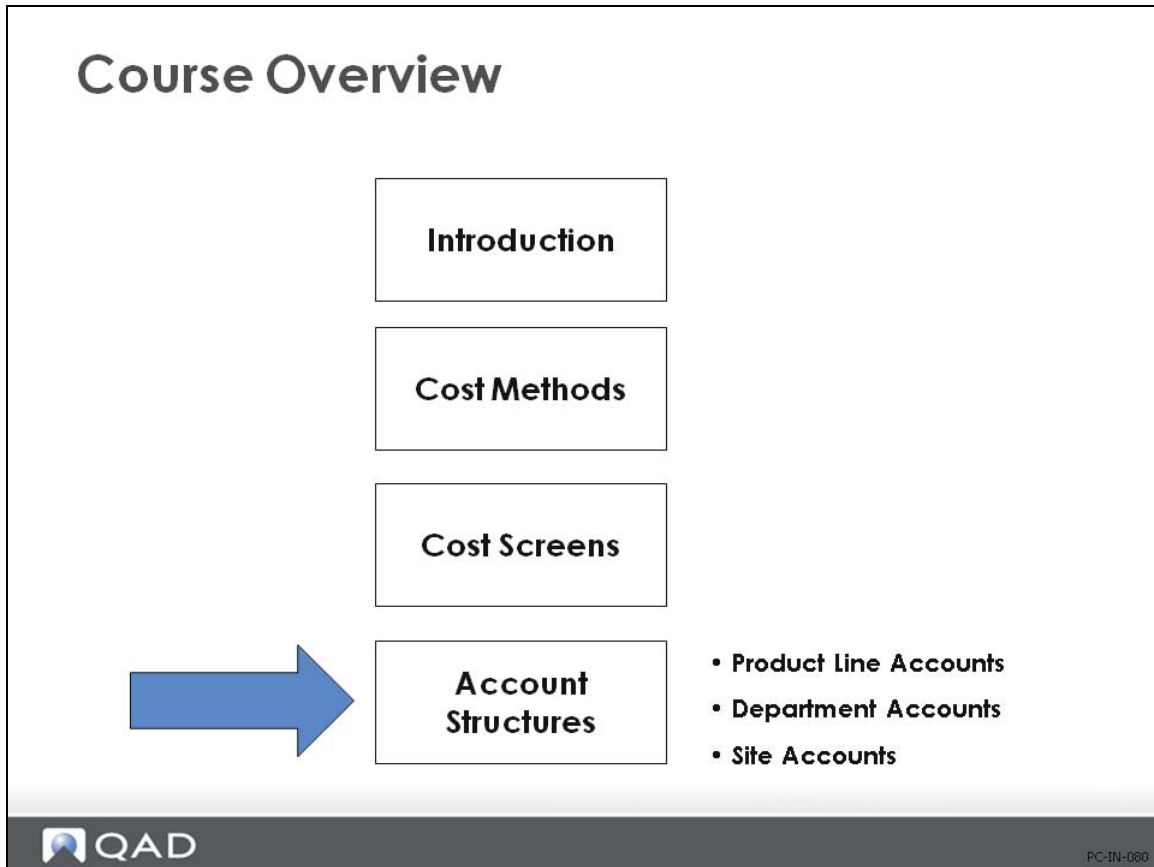 Course Overview
Introduction
Cost Methods
Cost Screens
Account
Structures
• Product Line Accounts
• Department Accounts
• Site Accounts
QAD
PC-IN-080